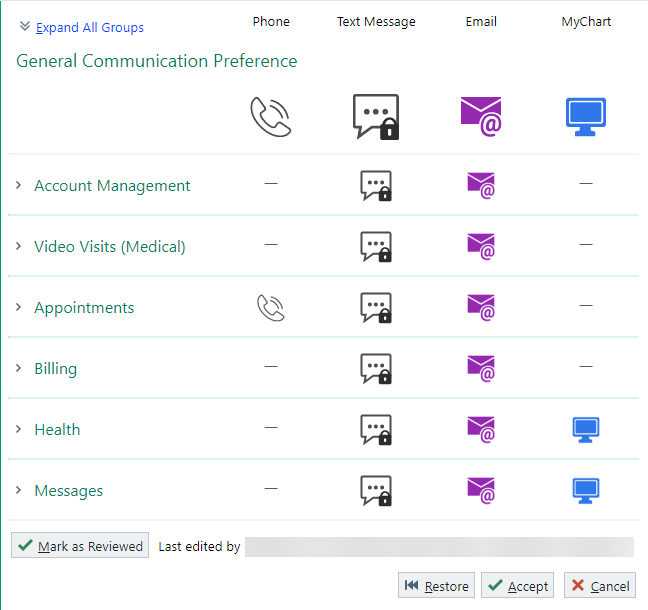 Expand All Groups Phone Text Message Email MyChart
General Communication Preference
Account Management — —
Video Visits (Medical) — —
Appointments —
Billing — —
Health —
Messages —
Mark as Reviewed Last edited by
Restore Accept Cancel